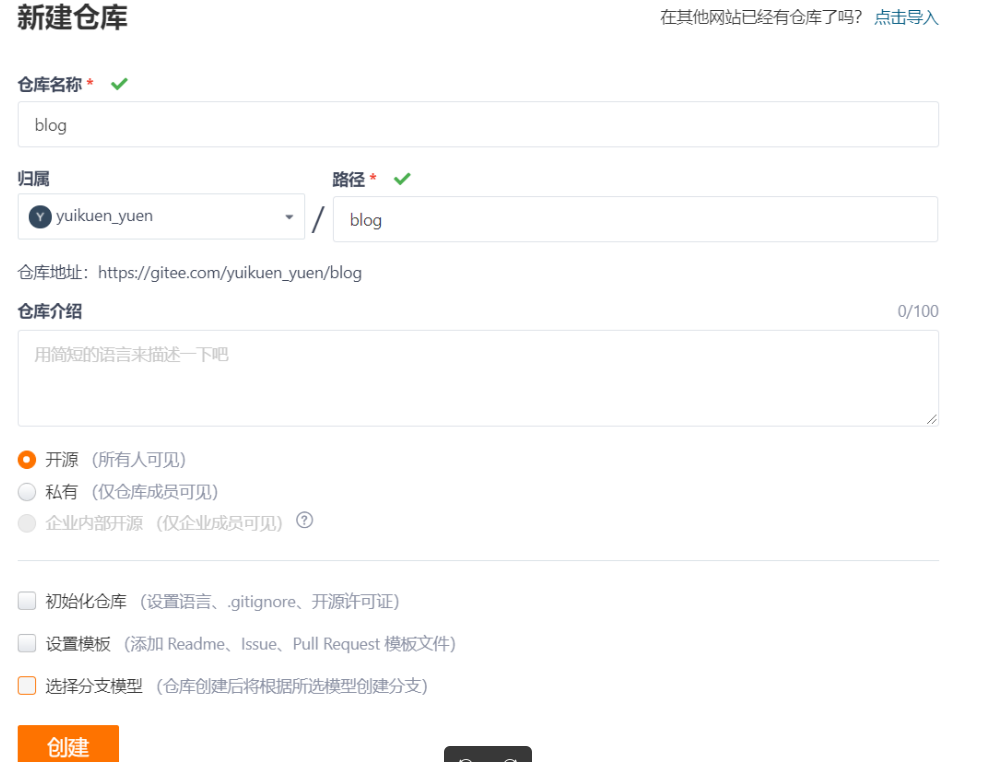 新建仓库
在其他网站已经有仓库了吗? 点击导入
仓库名称 *
blog
归属
路径 *
Y yuikuen_yuen / blog
仓库地址：https://gitee.com/yuikuen_yuen/blog
仓库介绍
0/100
用简短的语言来描述一下吧
开源 (所有人可见)
私有 (仅仓库成员可见)
企业内部开源 (仅企业成员可见) ?
初始化仓库 (设置语言、.gitignore、开源许可证)
设置模板 (添加 Readme、Issue、Pull Request 模板文件)
选择分支模型 (仓库创建后将根据所选模型创建分支)
创建